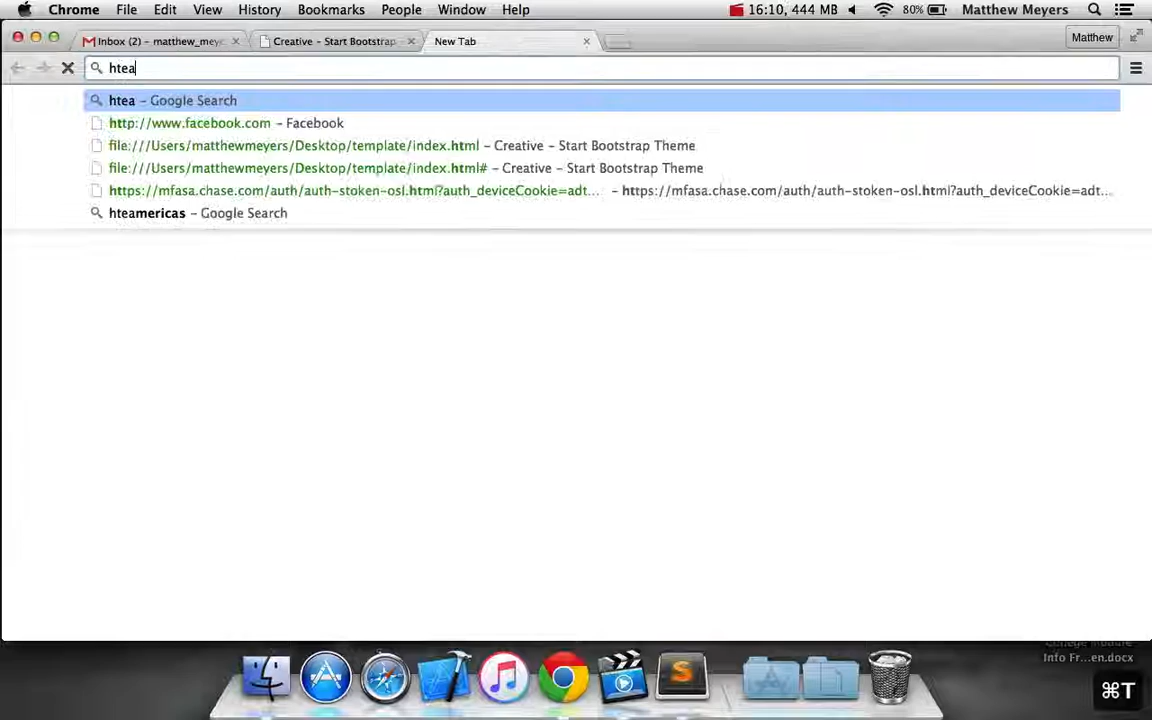 Chrome File Edit View History Bookmarks People Window Help 16:10, 444 MB 80% Matthew Meyers
Inbox (2) – matthew_mey Creative - Start Bootstrap New Tab Matthew
htea
htea – Google Search
http://www.facebook.com – Facebook
file:///Users/matthewmeyers/Desktop/template/index.html – Creative – Start Bootstrap Theme
file:///Users/matthewmeyers/Desktop/template/index.html# – Creative – Start Bootstrap Theme
https://mfasa.chase.com/auth/auth-stoken-osl.html?auth_deviceCookie=adt... – https://mfasa.chase.com/auth/auth-stoken-osl.html?auth_deviceCookie=adt...
hteamericas – Google Search
Info Fr...en.docx
⌘T